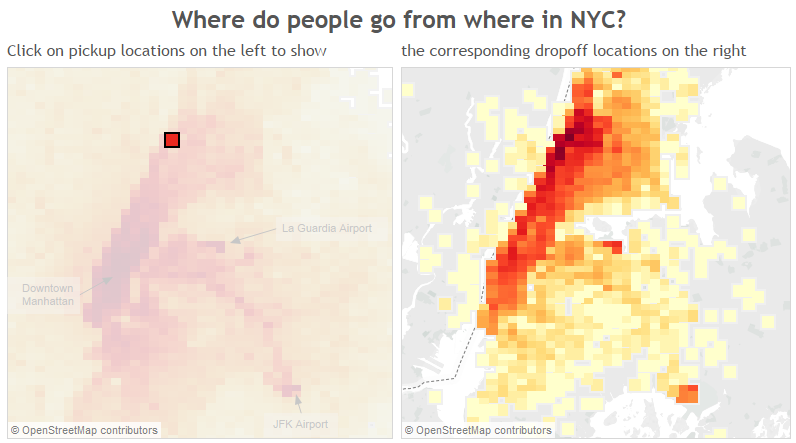 Where do people go from where in NYC?
Click on pickup locations on the left to show
the corresponding dropoff locations on the right
La Guardia Airport
Downtown
Manhattan
JFK Airport
© OpenStreetMap contributors
© OpenStreetMap contributors